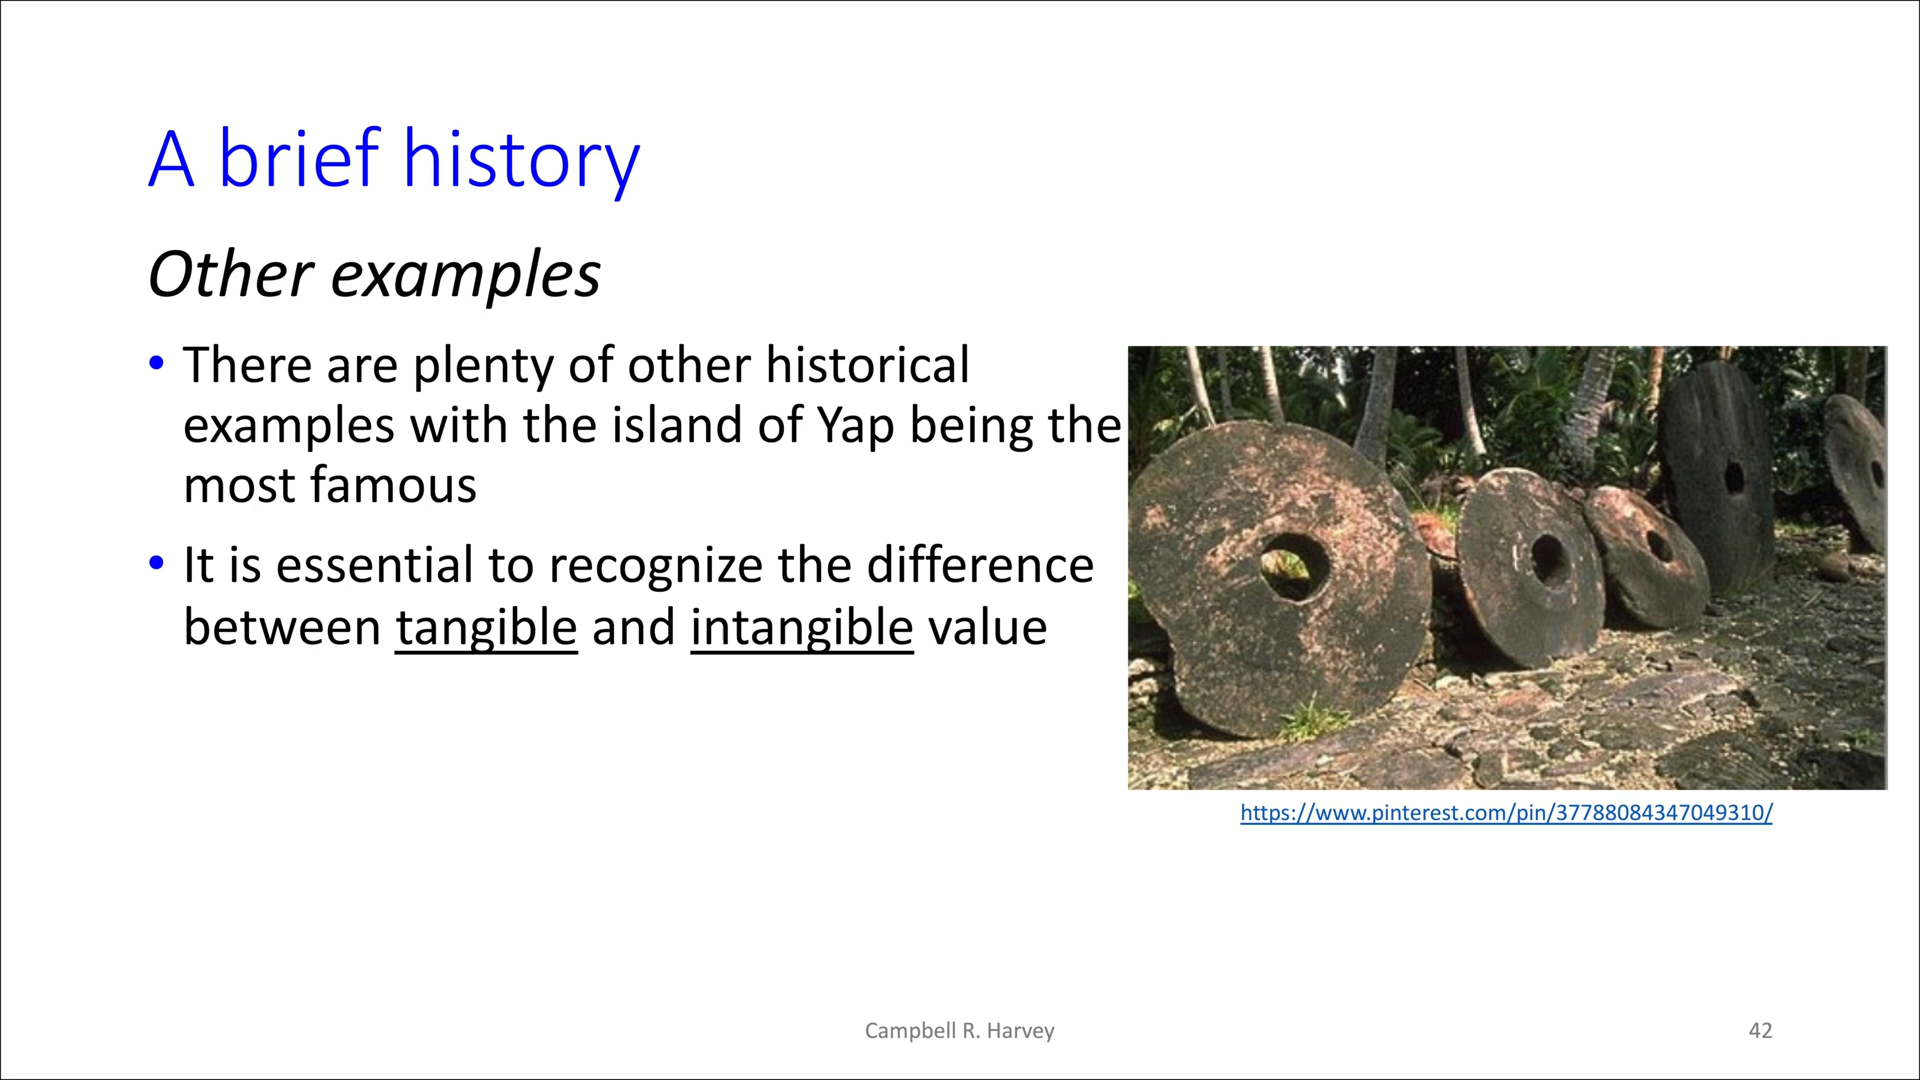 A brief history
Other examples
• There are plenty of other historical
examples with the island of Yap being the
most famous
• It is essential to recognize the difference
between tangible and intangible value
https://www.pinterest.com/pin/37788084347049310/
Campbell R. Harvey
42